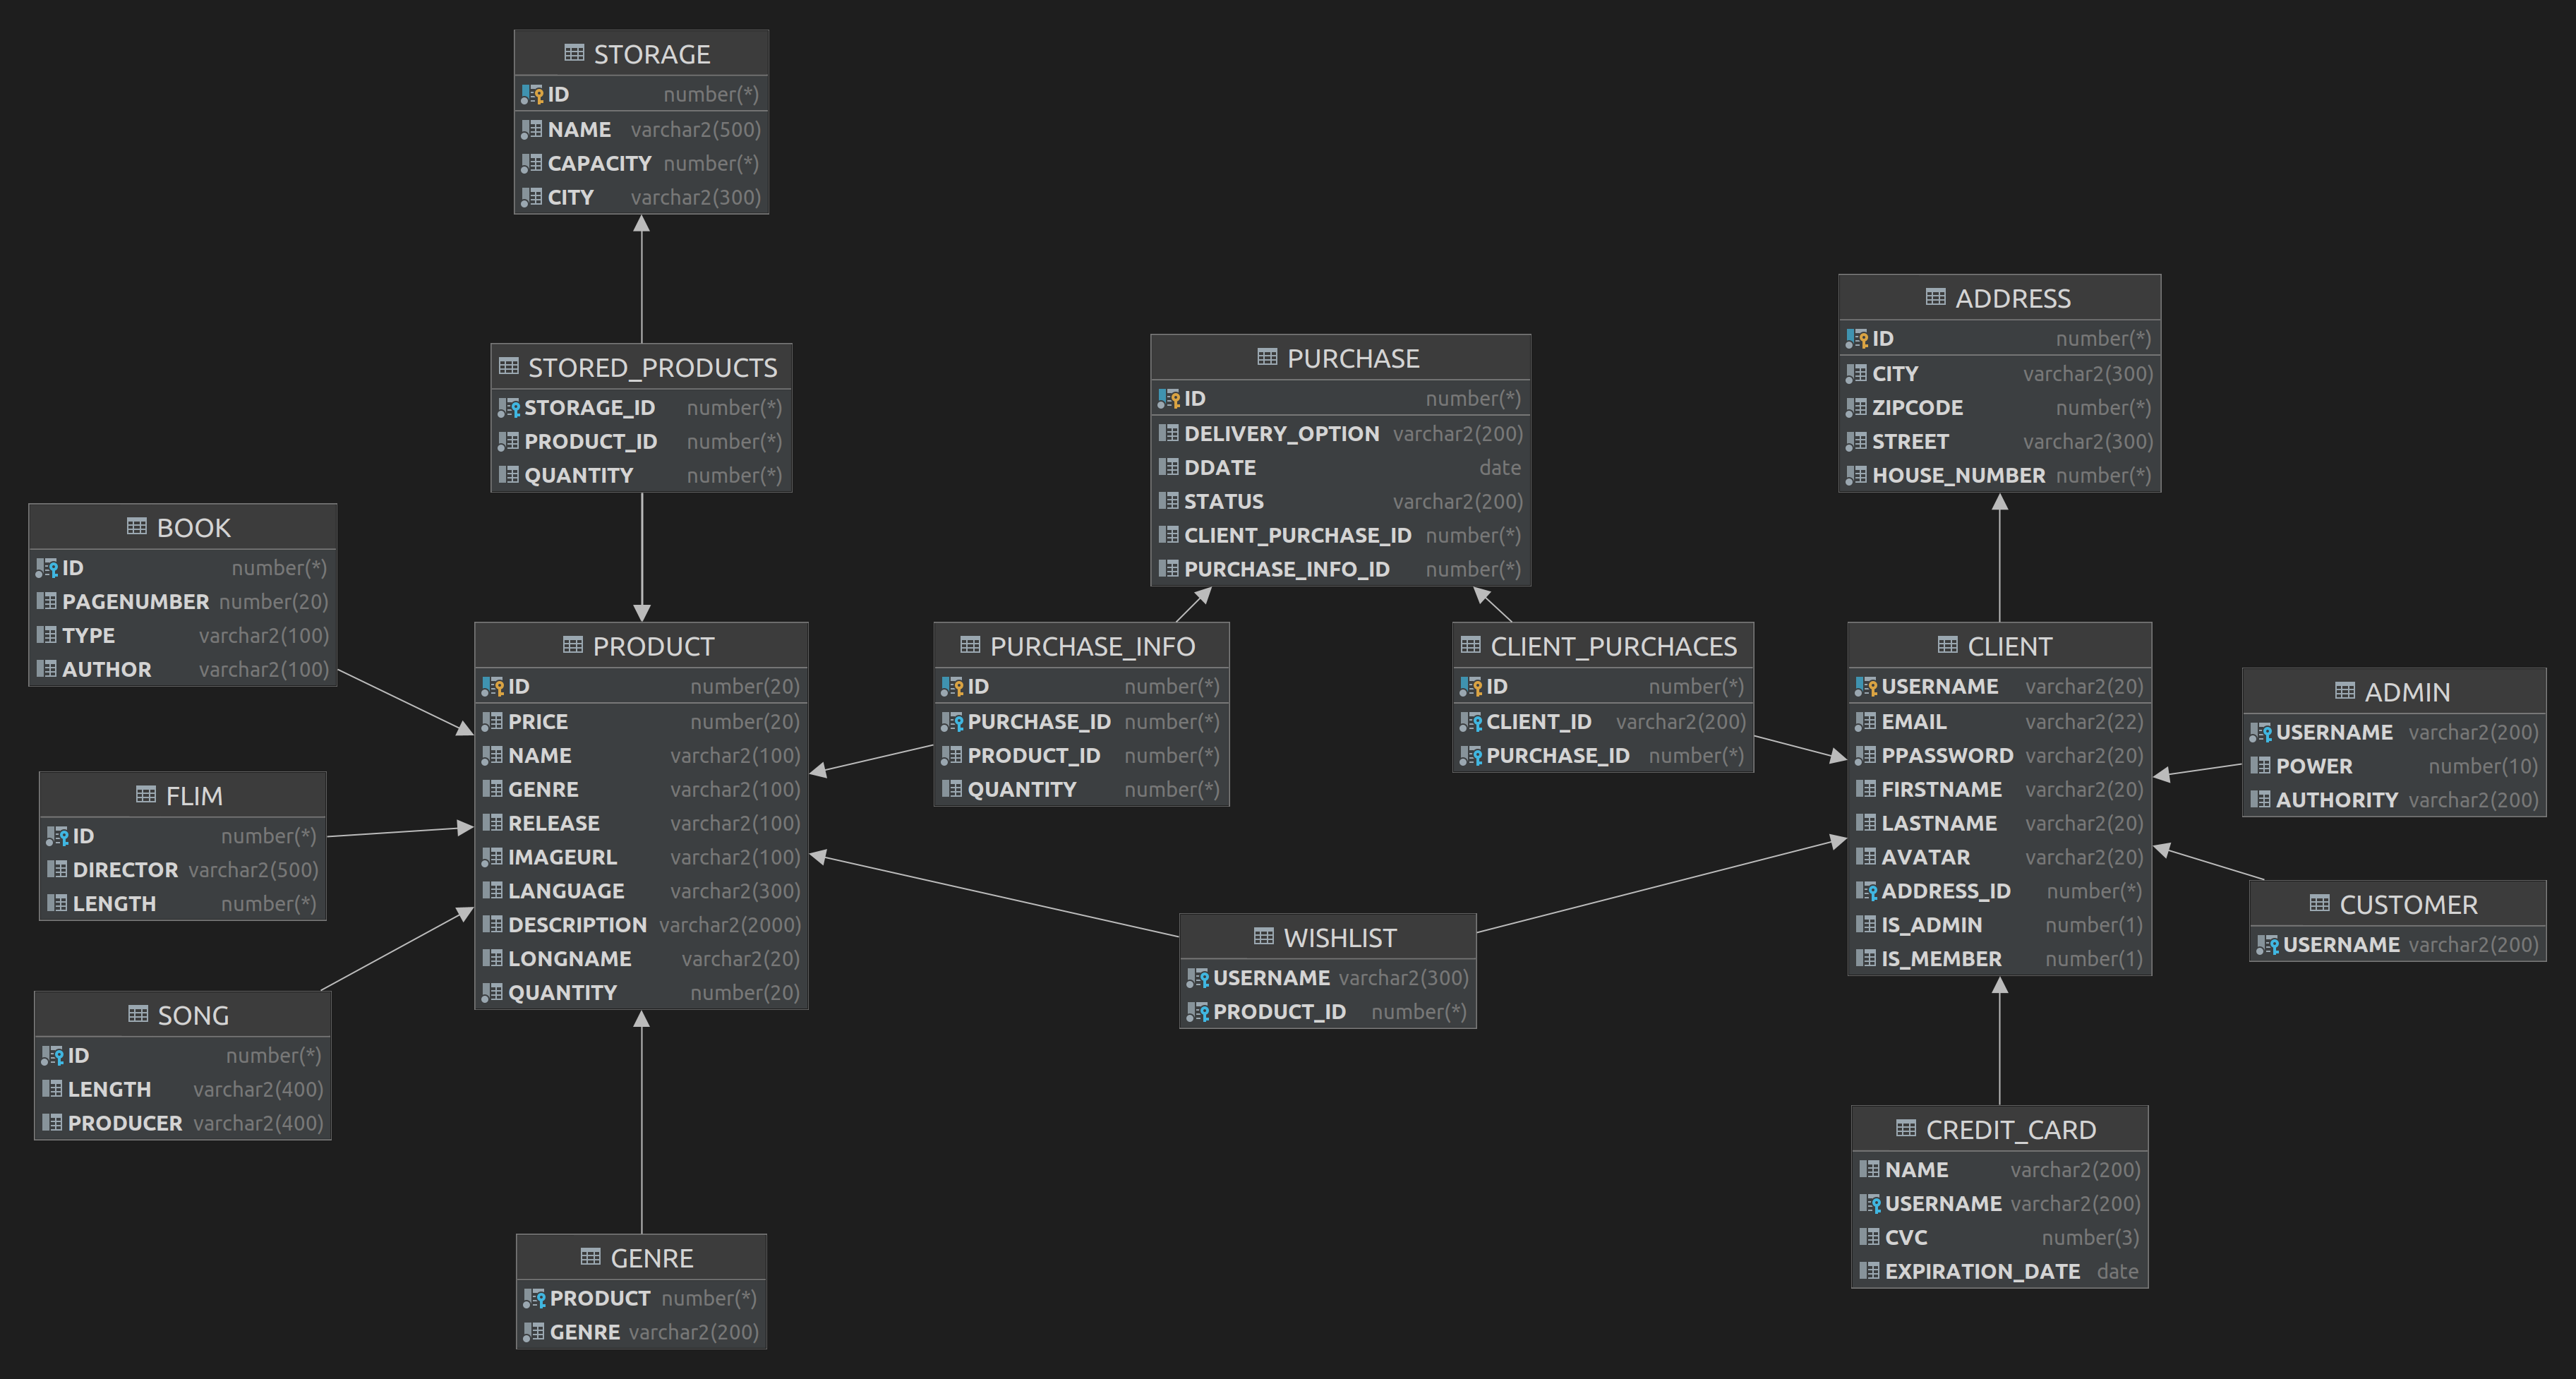 STORAGE
ID number(*)
NAME varchar2(500)
CAPACITY number(*)
CITY varchar2(300)
STORED_PRODUCTS
STORAGE_ID number(*)
PRODUCT_ID number(*)
QUANTITY number(*)
PURCHASE
ID number(*)
DELIVERY_OPTION varchar2(200)
DDATE date
STATUS varchar2(200)
CLIENT_PURCHASE_ID number(*)
PURCHASE_INFO_ID number(*)
ADDRESS
ID number(*)
CITY varchar2(300)
ZIPCODE number(*)
STREET varchar2(300)
HOUSE_NUMBER number(*)
BOOK
ID number(*)
PAGENUMBER number(20)
TYPE varchar2(100)
AUTHOR varchar2(100)
FLIM
ID number(*)
DIRECTOR varchar2(500)
LENGTH number(*)
SONG
ID number(*)
LENGTH varchar2(400)
PRODUCER varchar2(400)
PRODUCT
ID number(20)
PRICE number(20)
NAME varchar2(100)
GENRE varchar2(100)
RELEASE varchar2(100)
IMAGEURL varchar2(100)
LANGUAGE varchar2(300)
DESCRIPTION varchar2(2000)
LONGNAME varchar2(20)
QUANTITY number(20)
PURCHASE_INFO
ID number(*)
PURCHASE_ID number(*)
PRODUCT_ID number(*)
QUANTITY number(*)
CLIENT_PURCHACES
ID number(*)
CLIENT_ID varchar2(200)
PURCHASE_ID number(*)
CLIENT
USERNAME varchar2(20)
EMAIL varchar2(22)
PPASSWORD varchar2(20)
FIRSTNAME varchar2(20)
LASTNAME varchar2(20)
AVATAR varchar2(20)
ADDRESS_ID number(*)
IS_ADMIN number(1)
IS_MEMBER number(1)
ADMIN
USERNAME varchar2(200)
POWER number(10)
AUTHORITY varchar2(200)
CUSTOMER
USERNAME varchar2(200)
WISHLIST
USERNAME varchar2(300)
PRODUCT_ID number(*)
CREDIT_CARD
NAME varchar2(200)
USERNAME varchar2(200)
CVC number(3)
EXPIRATION_DATE date
GENRE
PRODUCT number(*)
GENRE varchar2(200)